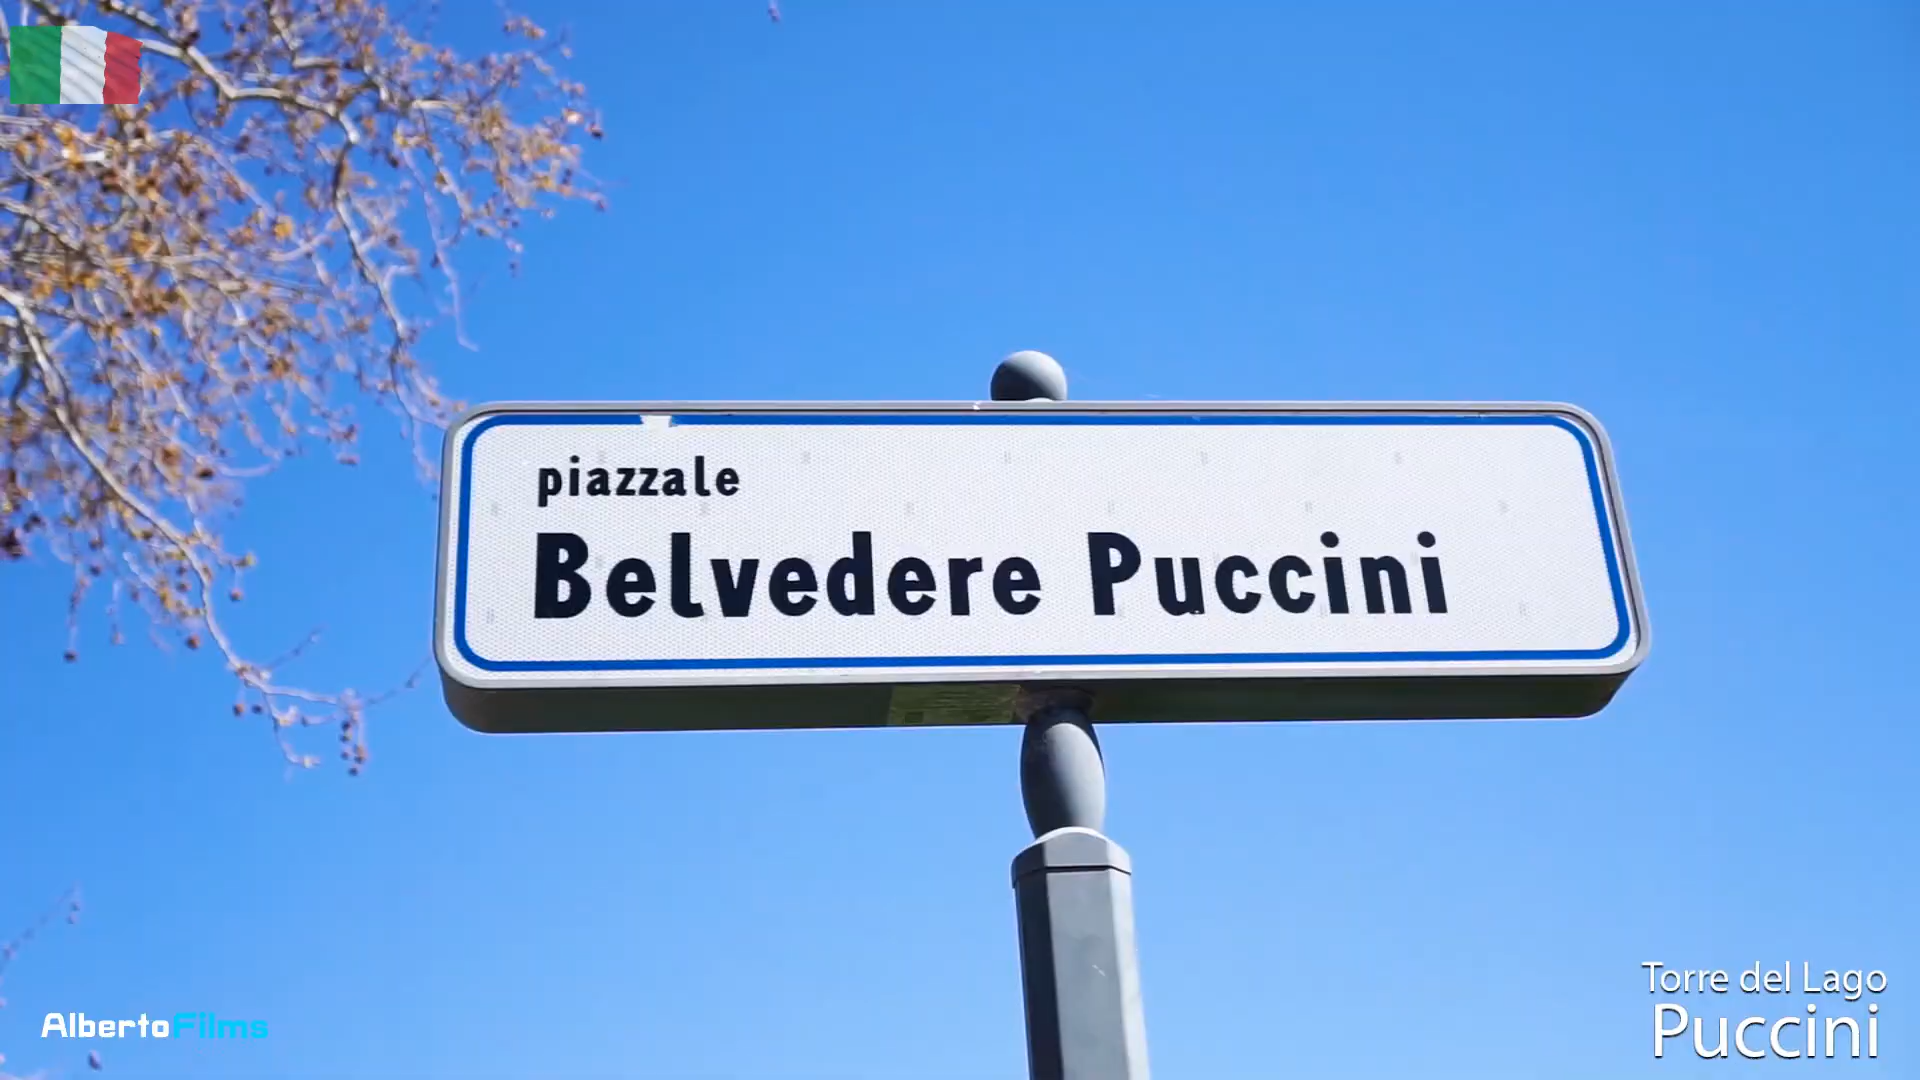 piazzale
Belvedere Puccini
AlbertoFilms
Torre del Lago
Puccini